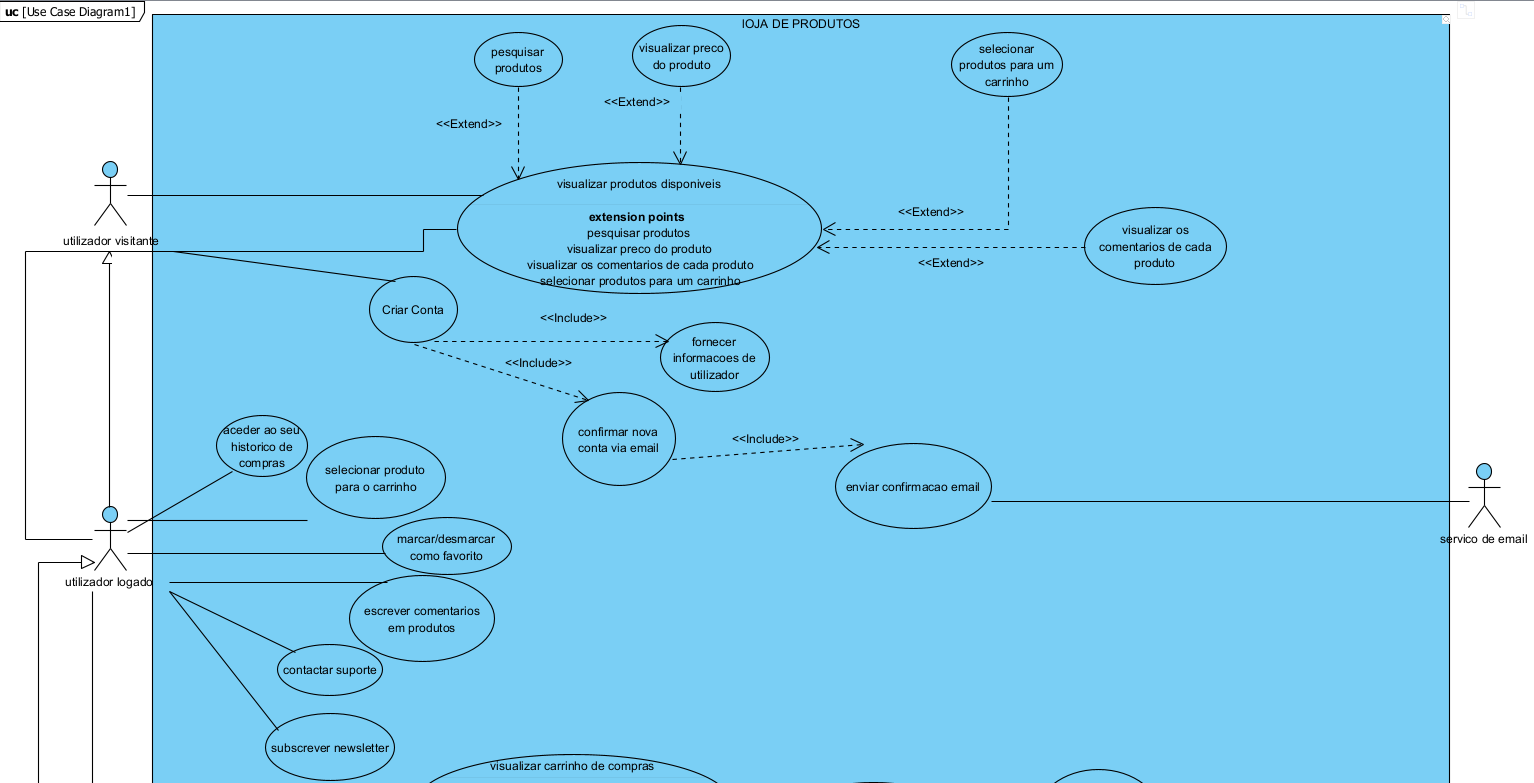 uc [Use Case Diagram1]
lOJA DE PRODUTOS
pesquisar
produtos
visualizar preco
do produto
selecionar
produtos para um
carrinho
<<Extend>>
<<Extend>>
utilizador visitante
visualizar produtos disponiveis
extension points
pesquisar produtos
visualizar preco do produto
visualizar os comentarios de cada produto
selecionar produtos para um carrinho
<<Extend>>
<<Extend>>
visualizar os
comentarios de cada
produto
Criar Conta
<<Include>>
<<Include>>
fornecer
informacoes de
utilizador
confirmar nova
conta via email
<<Include>>
enviar confirmacao email
servico de email
aceder ao seu
historico de
compras
selecionar produto
para o carrinho
marcar/desmarcar
como favorito
utilizador logado
escrever comentarios
em produtos
contactar suporte
subscrever newsletter
visualizar carrinho de compras